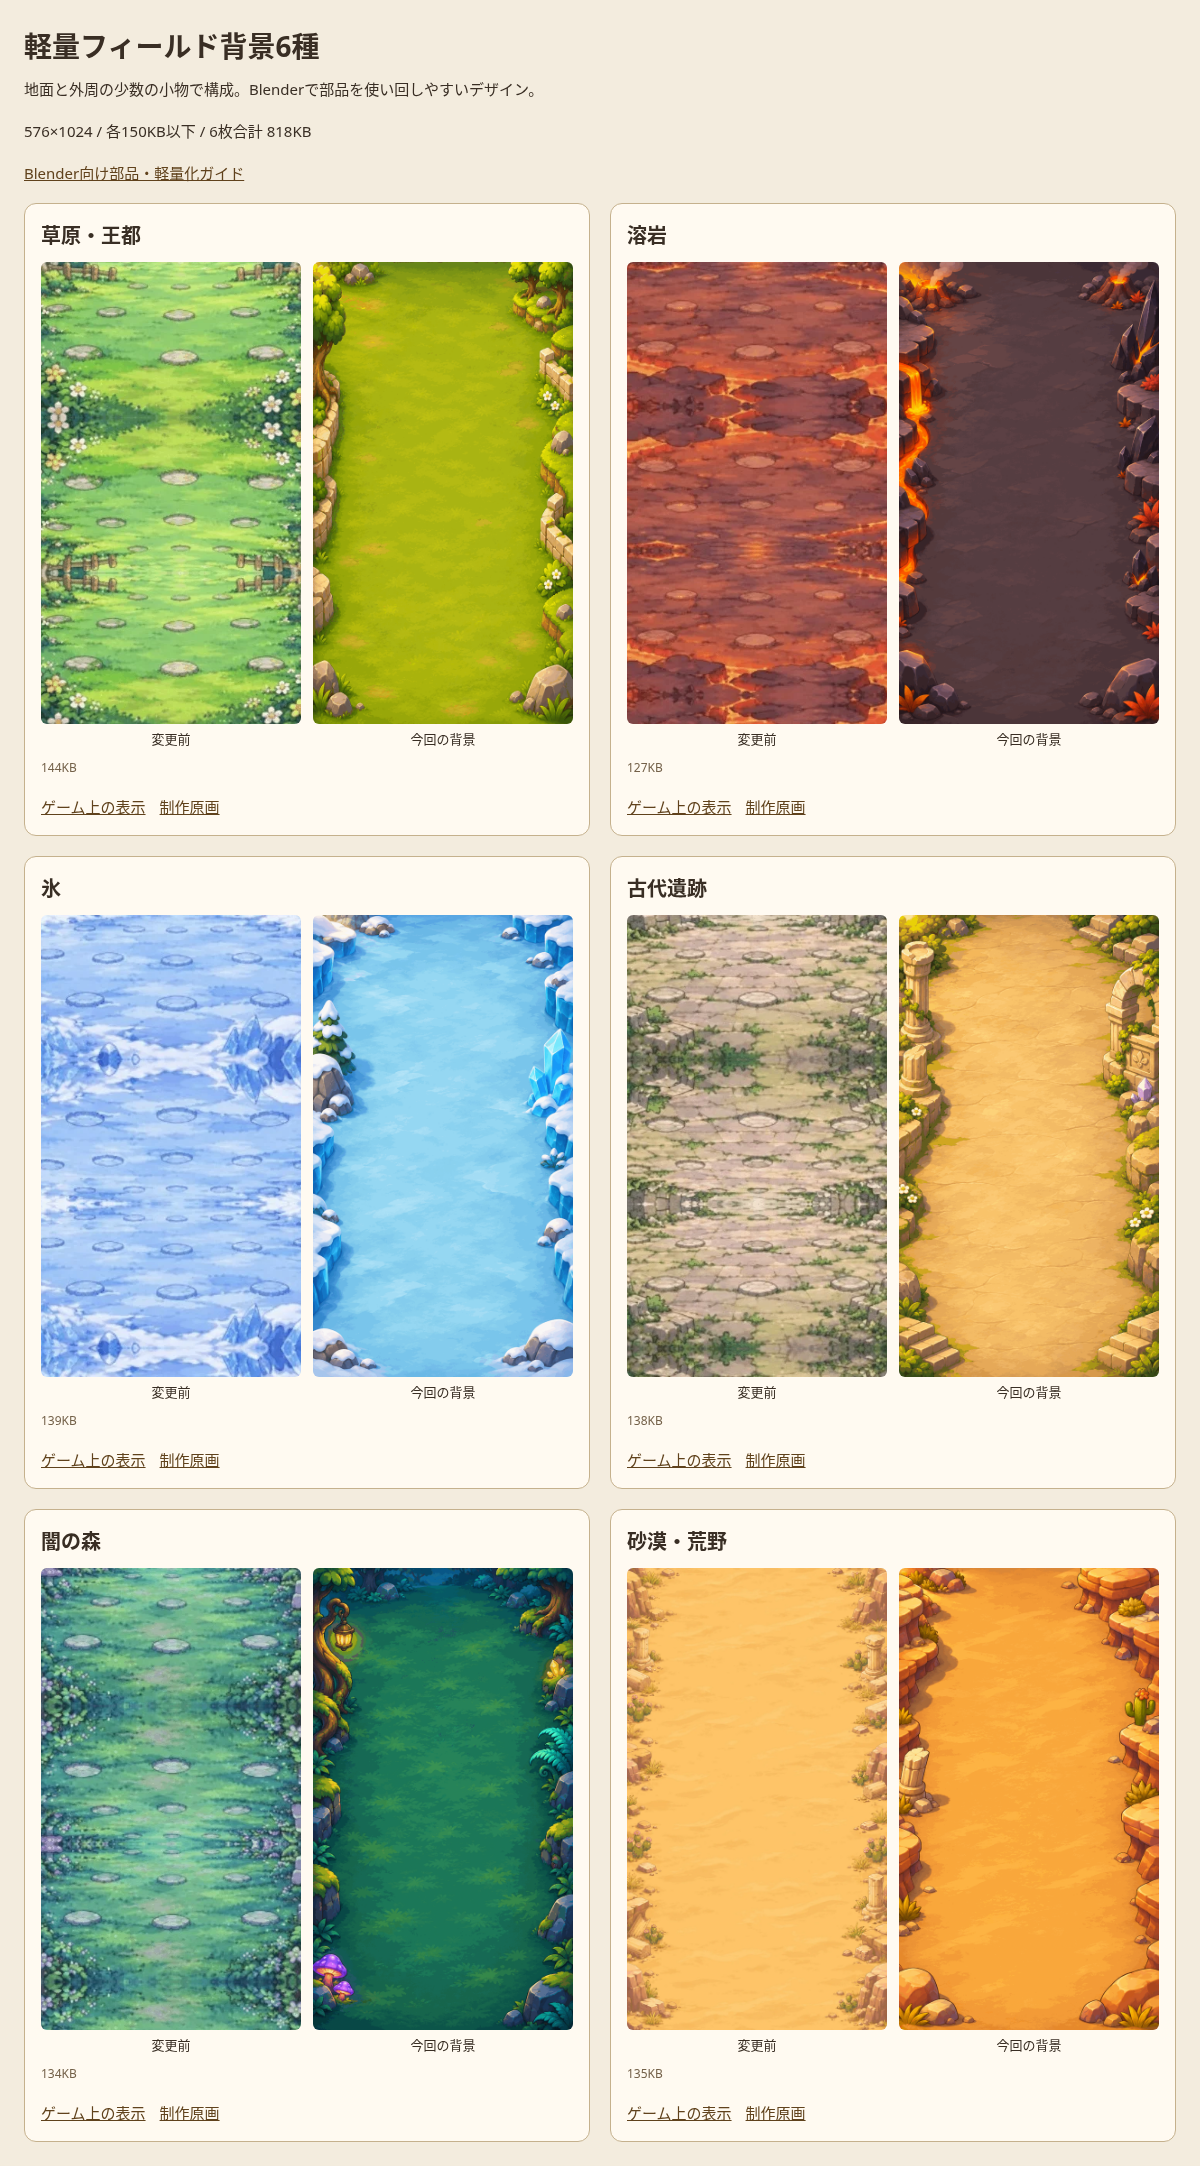 軽量フィールド背景6種
地面と外周の少数の小物で構成。Blenderで部品を使い回しやすいデザイン。
576×1024 / 各150KB以下 / 6枚合計 818KB
Blender向け部品・軽量化ガイド
草原・王都
変更前 今回の背景
144KB
ゲーム上の表示 制作原画
溶岩
変更前 今回の背景
127KB
ゲーム上の表示 制作原画
氷
変更前 今回の背景
139KB
ゲーム上の表示 制作原画
古代遺跡
変更前 今回の背景
138KB
ゲーム上の表示 制作原画
闇の森
変更前 今回の背景
134KB
ゲーム上の表示 制作原画
砂漠・荒野
変更前 今回の背景
135KB
ゲーム上の表示 制作原画